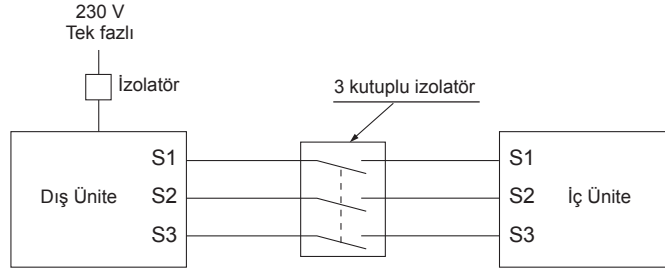 230 V
Tek fazlı
İzolatör
3 kutuplu izolatör
Dış Ünite
S1
S2
S3
S1
S2
S3
İç Ünite